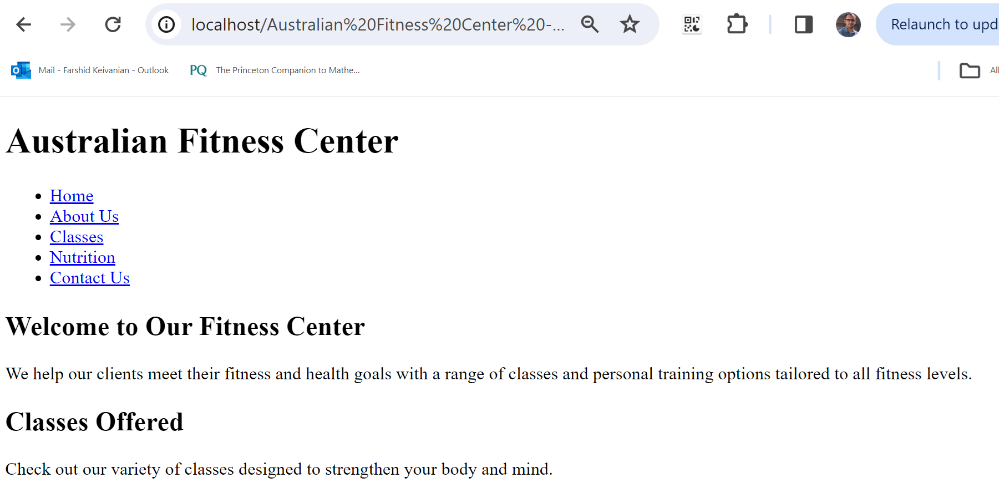 localhost/Australian%20Fitness%20Center%20-...
Relaunch to upd
Mail - Farshid Keivanian - Outlook
PQ The Princeton Companion to Mathe...
All
Australian Fitness Center
Home
About Us
Classes
Nutrition
Contact Us
Welcome to Our Fitness Center
We help our clients meet their fitness and health goals with a range of classes and personal training options tailored to all fitness levels.
Classes Offered
Check out our variety of classes designed to strengthen your body and mind.